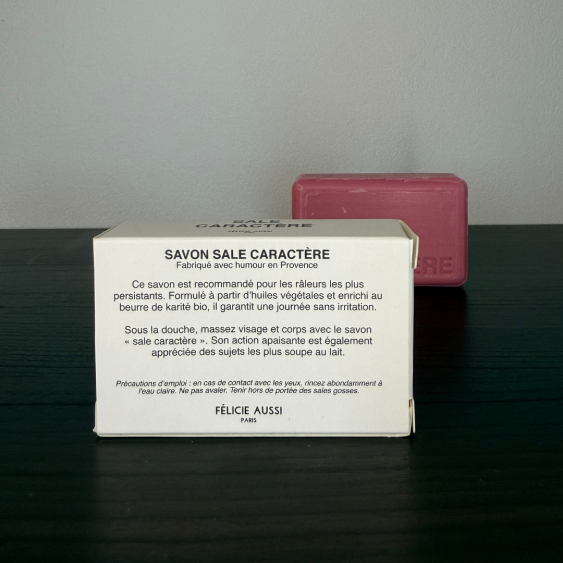 SALE
CARACTÈRE
SAVON SALE CARACTÈRE
Fabriqué avec humour en Provence
Ce savon est recommandé pour les râleurs les plus
persistants. Formulé à partir d'huiles végétales et enrichi au
beurre de karité bio, il garantit une journée sans irritation.
Sous la douche, massez visage et corps avec le savon
« sale caractère ». Son action apaisante est également
appréciée des sujets les plus soupe au lait.
Précautions d'emploi : en cas de contact avec les yeux, rincez abondamment à
l'eau claire. Ne pas avaler. Tenir hors de portée des sales gosses.
FÉLICIE AUSSI
PARIS
ÈRE